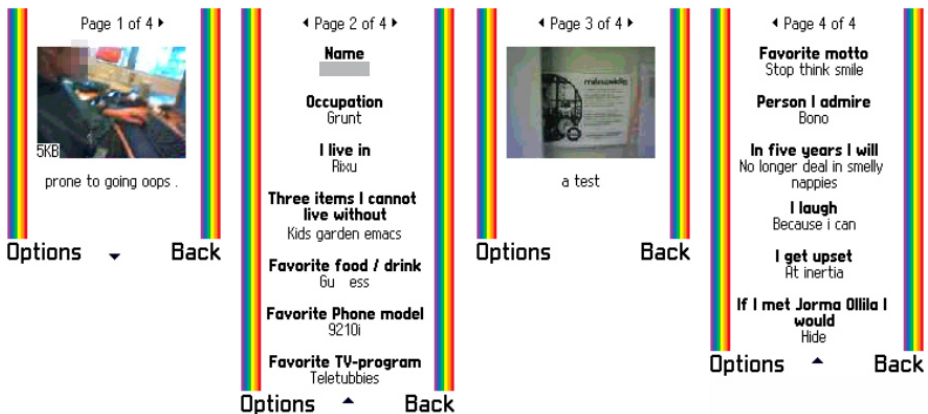 Page 1 of 4
5KB
prone to going oops .
Options
Back
Page 2 of 4
Name
Occupation
Grunt
I live in
Rixu
Three items I cannot
live without
Kids garden emacs
Favorite food / drink
Gu ess
Favorite Phone model
9210i
Favorite TV-program
Teletubbies
Options
Back
Page 3 of 4
a test
Options
Back
Page 4 of 4
Favorite motto
Stop think smile
Person I admire
Bono
In five years I will
No longer deal in smelly
nappies
I laugh
Because i can
I get upset
At inertia
If I met Jorma Ollila I
would
Hide
Options
Back